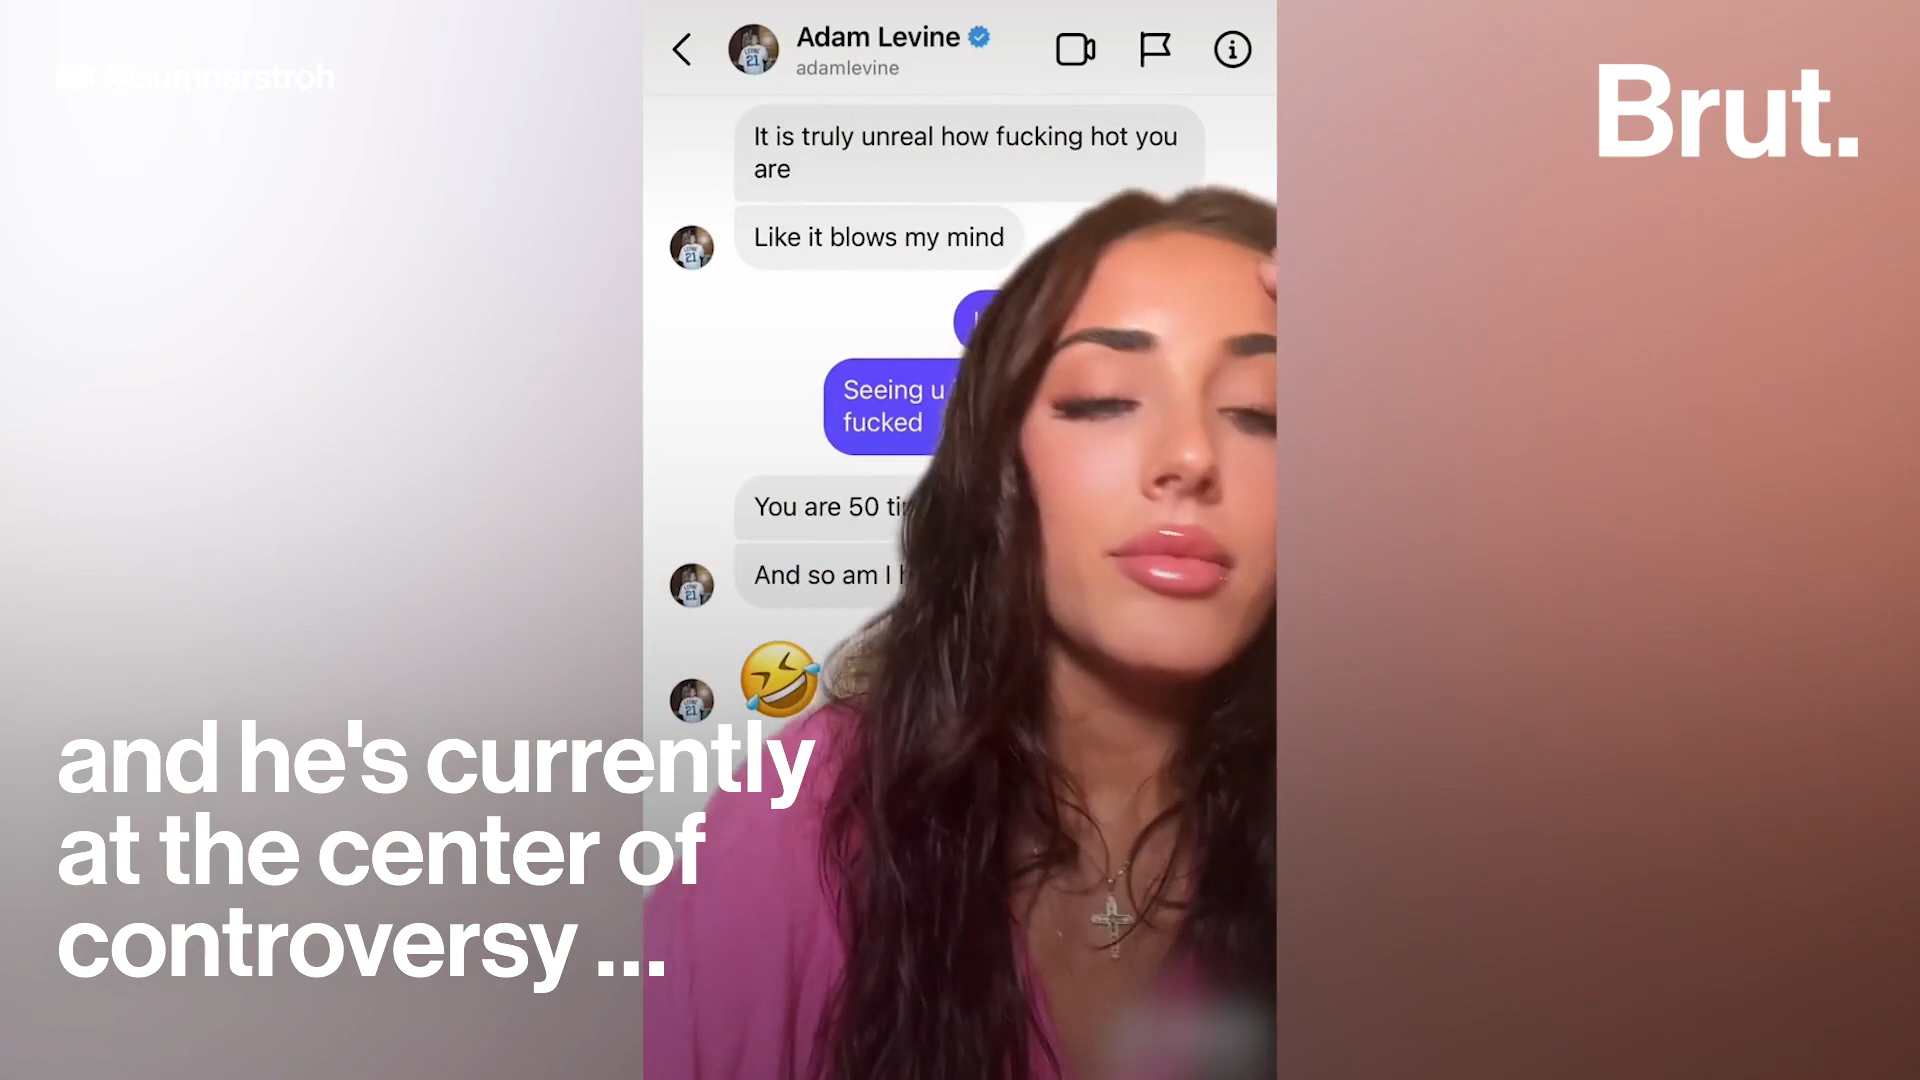 @sumnerstroh
Brut.
Adam Levine
adamlevine
It is truly unreal how fucking hot you
are
Like it blows my mind
Seeing u
fucked
You are 50
And so am I
and he's currently
at the center of
controversy ...